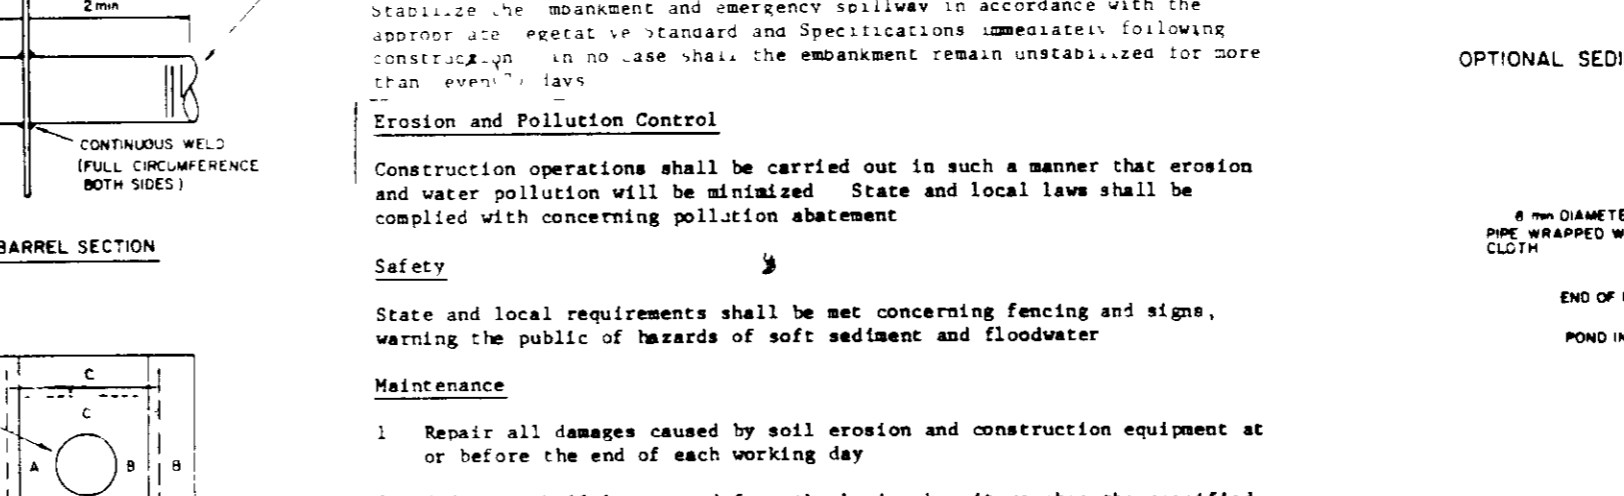 2 min
CONTINUOUS WELD
(FULL CIRCUMFERENCE
BOTH SIDES)
BARREL SECTION
C
C
A B B
Stabilize the embankment and emergency spillway in accordance with the
Standard and Specifications immediately following
construction in no case shall the embankment remain unstabilized for more
than days
Erosion and Pollution Control
Construction operations shall be carried out in such a manner that erosion
and water pollution will be minimized State and local laws shall be
complied with concerning pollution abatement
Safety
State and local requirements shall be met concerning fencing and signs,
warning the public of hazards of soft sediment and floodwater
Maintenance
1 Repair all damages caused by soil erosion and construction equipment at
or before the end of each working day
OPTIONAL SEDI
DIAMETE
PIPE WRAPPED W
CLOTH
END OF
POND IN